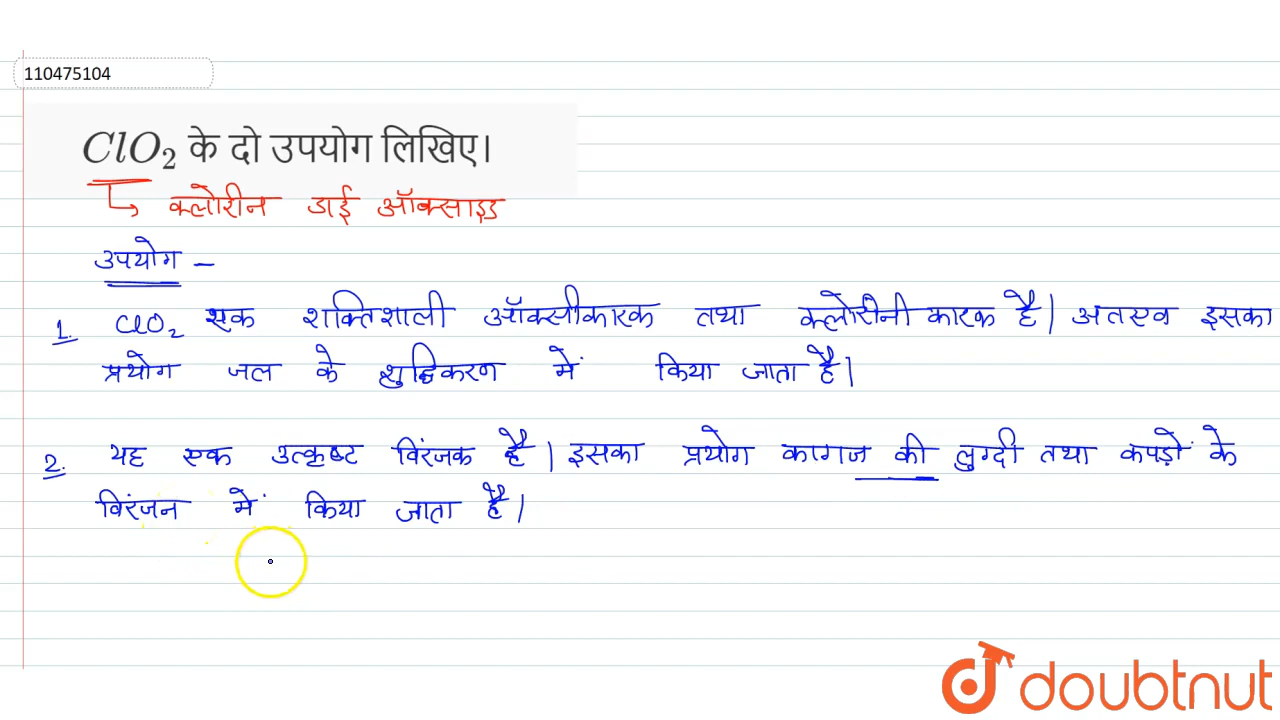 110475104
ClO₂ के दो उपयोग लिखिए।
क्लोरीन डाई ऑक्साइड
उपयोग –
1. ClO₂ एक शक्तिशाली ऑक्सीकारक तथा क्लोरीनीकारक है। अतएव इसका
प्रयोग जल के शुद्धिकरण में किया जाता है।
2. यह एक उत्कृष्ट विरंजक है। इसका प्रयोग कागज की लुग्दी तथा कपड़ों के
विरंजन में किया जाता है।
doubtnut